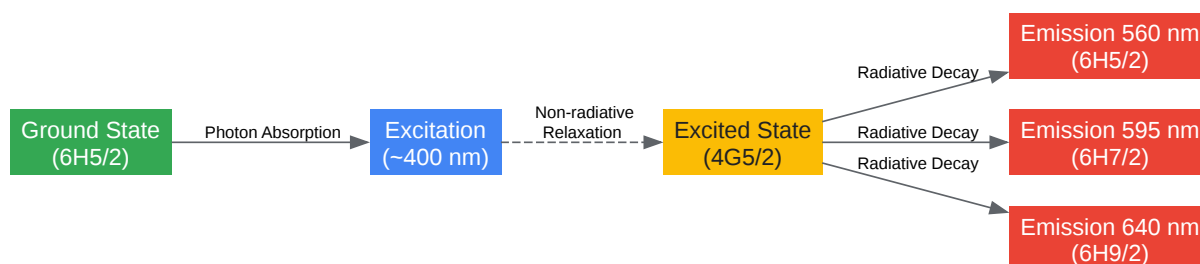 Ground State
(6H5/2)
Photon Absorption
Excitation
(~400 nm)
Non-radiative
Relaxation
Excited State
(4G5/2)
Radiative Decay
Emission 560 nm
(6H5/2)
Radiative Decay
Emission 595 nm
(6H7/2)
Radiative Decay
Emission 640 nm
(6H9/2)